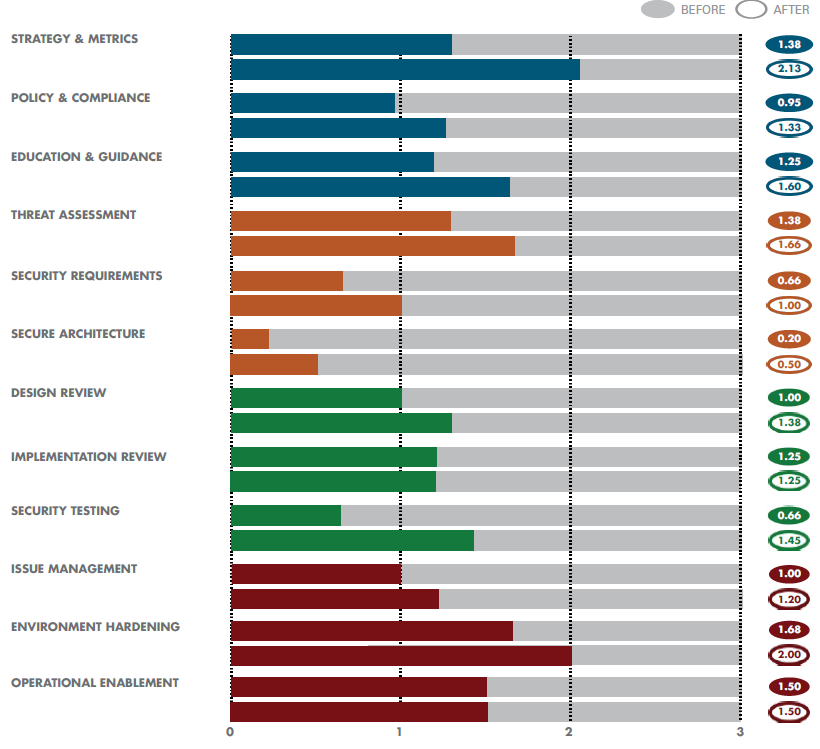 BEFORE AFTER
STRATEGY & METRICS 1.38
2.13
POLICY & COMPLIANCE 0.95
1.33
EDUCATION & GUIDANCE 1.25
1.60
THREAT ASSESSMENT 1.38
1.66
SECURITY REQUIREMENTS 0.66
1.00
SECURE ARCHITECTURE 0.20
0.50
DESIGN REVIEW 1.00
1.38
IMPLEMENTATION REVIEW 1.25
1.25
SECURITY TESTING 0.66
1.45
ISSUE MANAGEMENT 1.00
1.20
ENVIRONMENT HARDENING 1.68
2.00
OPERATIONAL ENABLEMENT 1.50
1.50
0 1 2 3